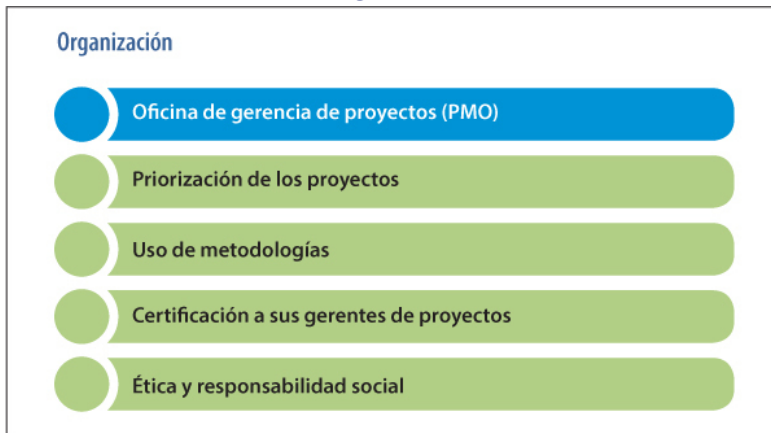 Organización
Oficina de gerencia de proyectos (PMO)
Priorización de los proyectos
Uso de metodologías
Certificación a sus gerentes de proyectos
Ética y responsabilidad social